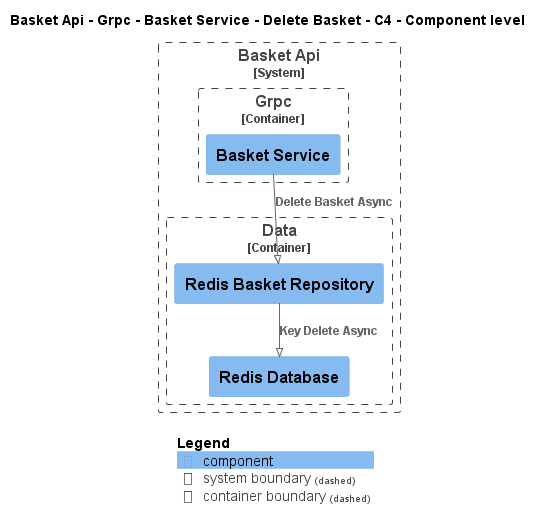 Basket Api - Grpc - Basket Service - Delete Basket - C4 - Component level
Basket Api
[System]
Grpc
[Container]
Basket Service
Delete Basket Async
Data
[Container]
Redis Basket Repository
Key Delete Async
Redis Database
Legend
component
system boundary (dashed)
container boundary (dashed)